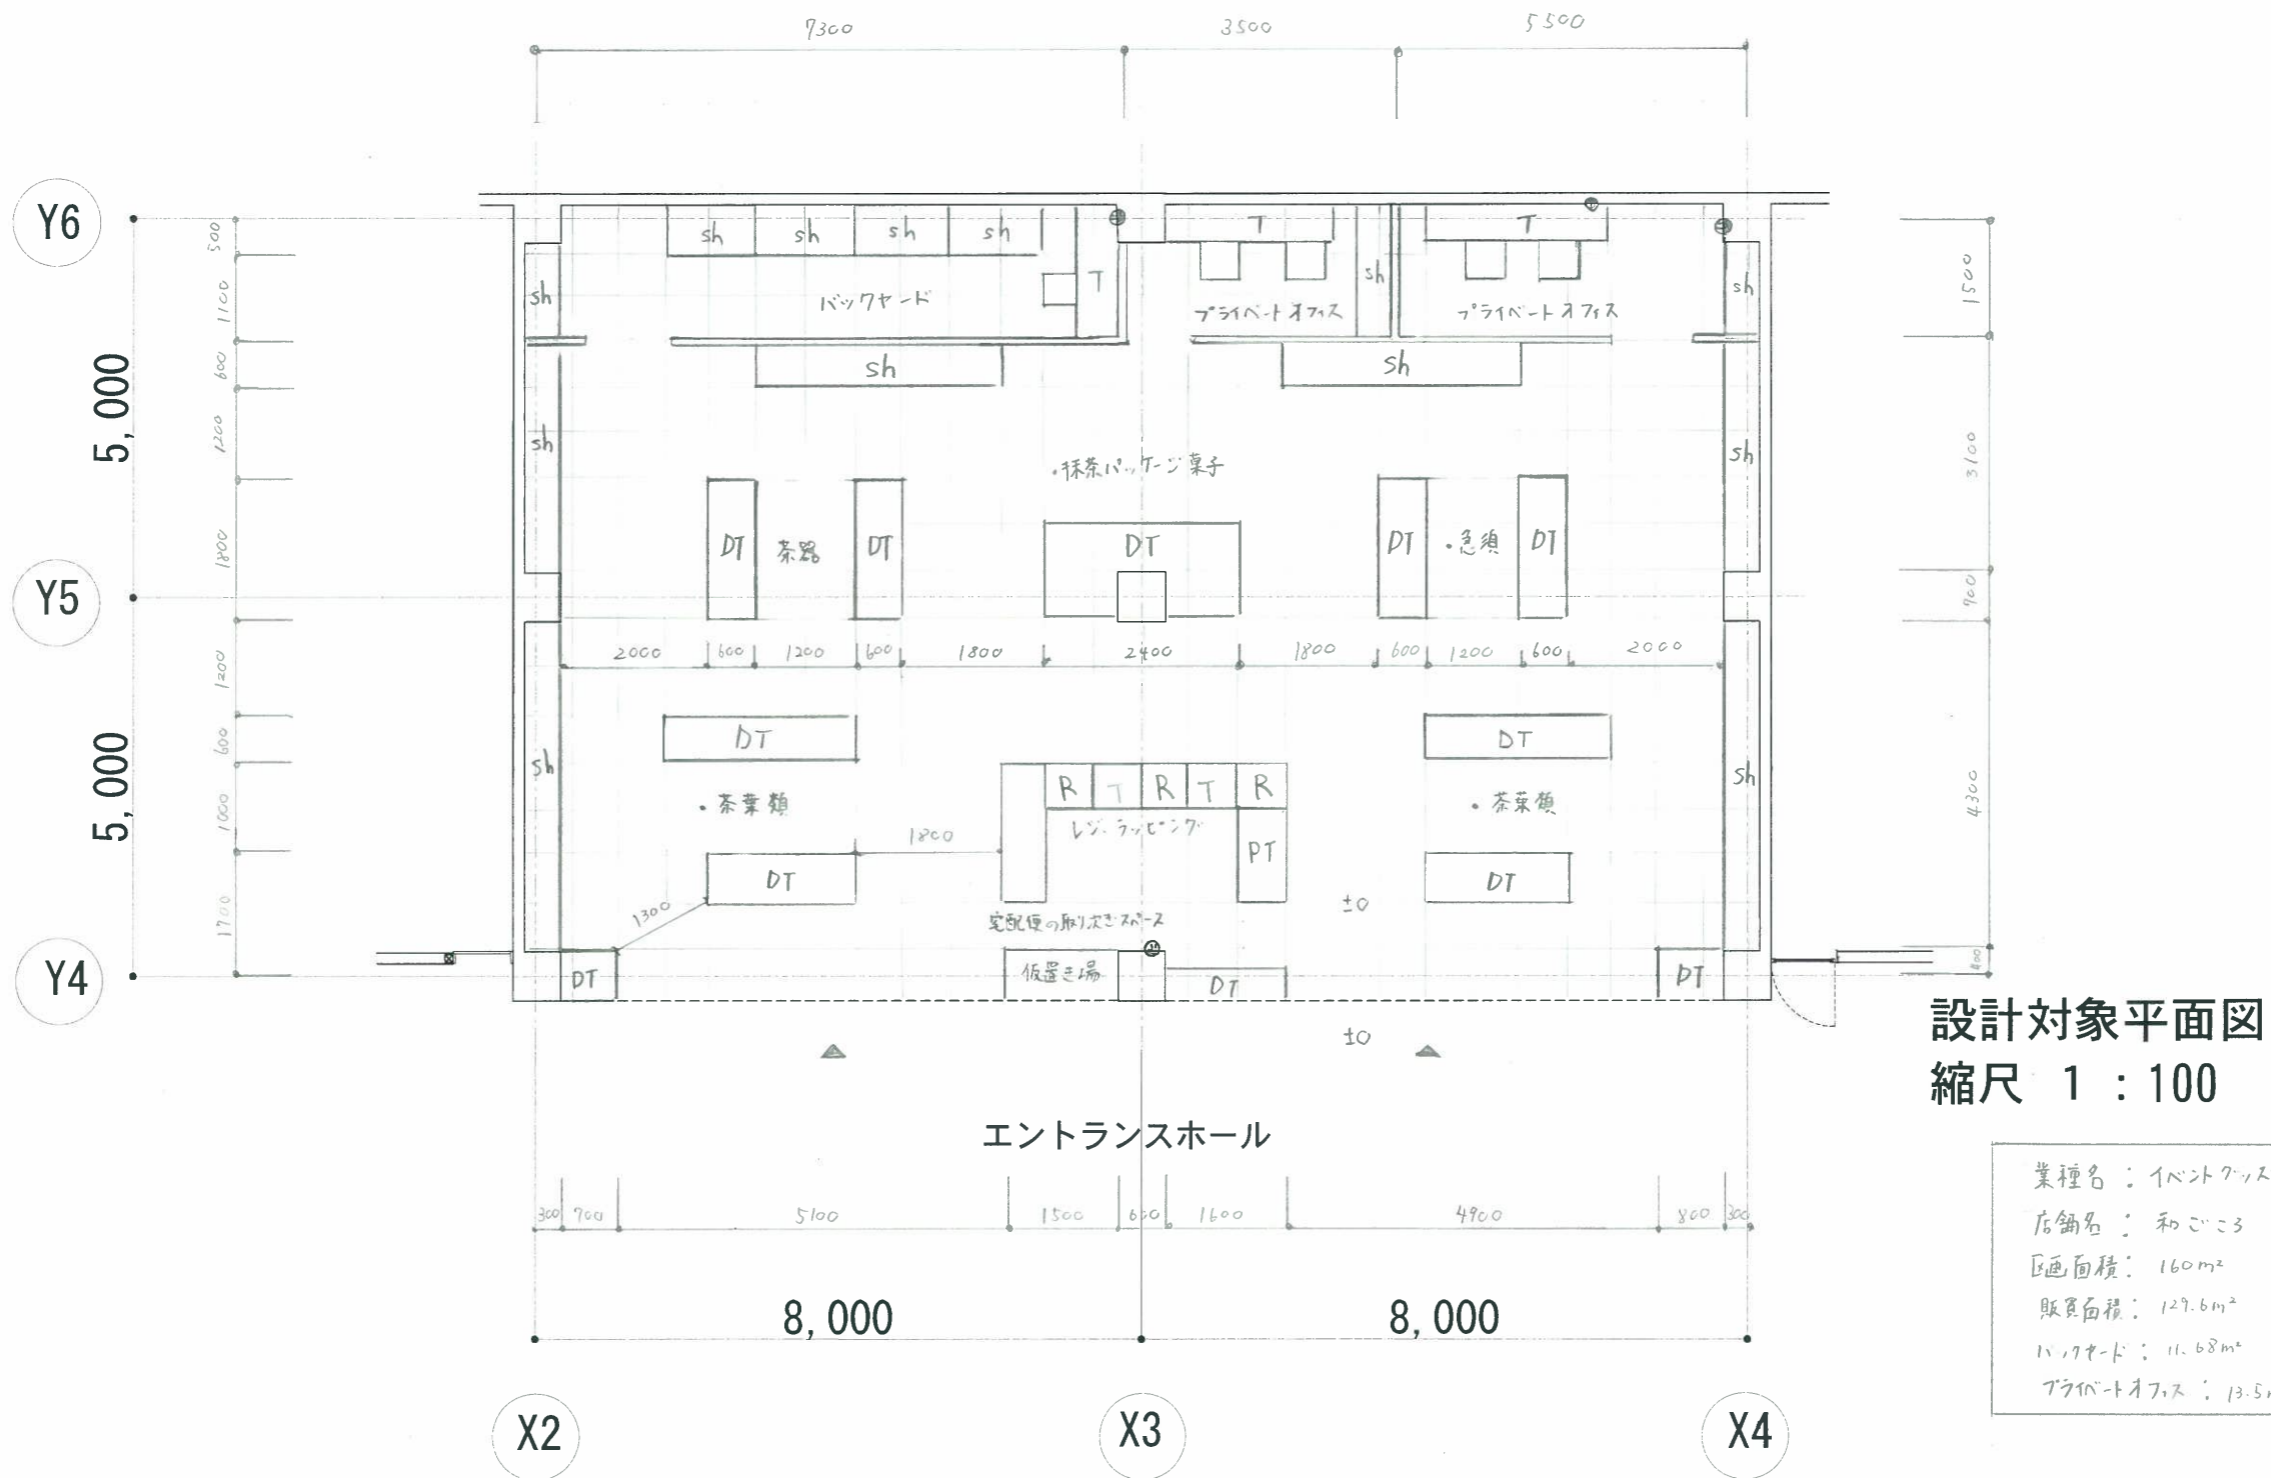 7300 3500 5500
Y6
Y5
Y4
5,000
5,000
500
1100
600
1200
1800
1200
600
1000
1700
sh sh sh sh T T T
sh sh sh
バックヤード プライベートオフィス プライベートオフィス
sh sh
sh sh
・抹茶パッケージ菓子
DT 茶器 DT DT DT ・急須 DT
2000 600 1200 600 1800 2400 1800 600 1200 600 2000
DT DT
sh sh
R T R T R
・茶葉類 レジ・ラッピング ・茶葉類
1800
PT
DT DT
1300
宅配便の取り次ぎスペース
±0
DT 仮置き場 DT DT
±0
エントランスホール
1500
3100
4300
設計対象平面図
縮尺 1:100
300 700 5100 1500 600 1600 4900 800 300
8,000 8,000
X2 X3 X4
業種名:イベントグッズ
店舗名:和ごころ
区画面積:160m²
販買面積:129.6m²
バックヤード:11.68m²
プライベートオフィス:13.5